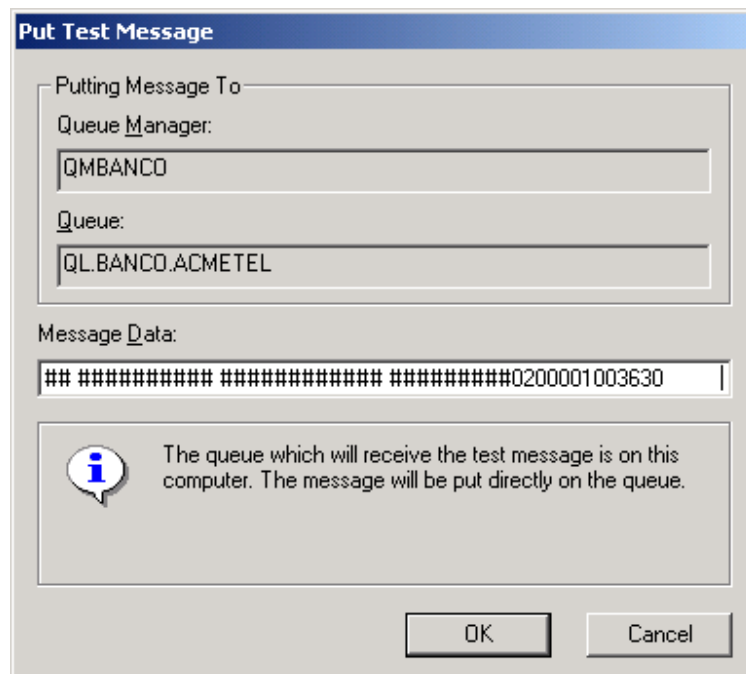 Put Test Message
Putting Message To
Queue Manager:
QMBANCO
Queue:
QL.BANCO.ACMETEL
Message Data:
## ########## ############ #########0200001003630
The queue which will receive the test message is on this
computer. The message will be put directly on the queue.
OK
Cancel